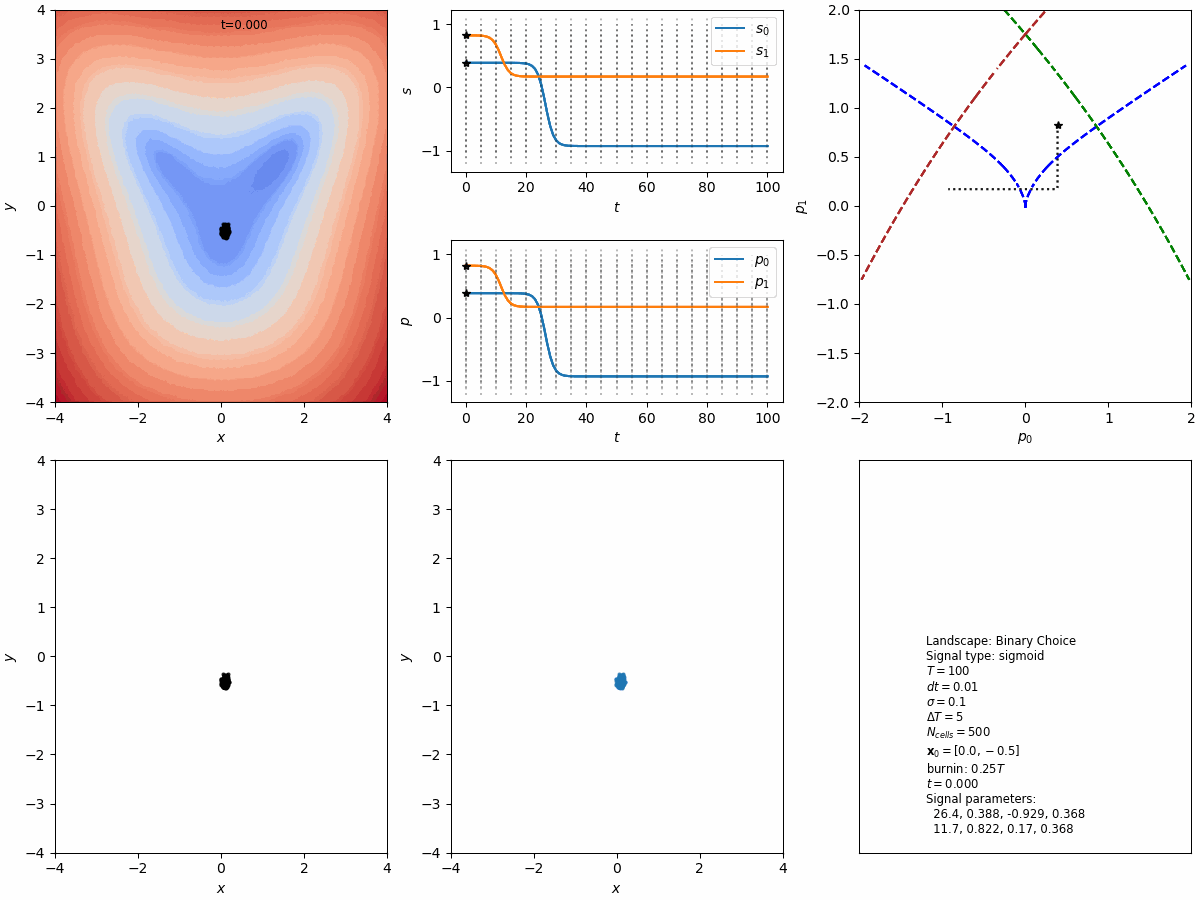 t=0.000
4
3
2
1
0
−1
−2
−3
−4
y
−4 −2 0 2 4
x
1
0
−1
s
s₀
s₁
0 20 40 60 80 100
t
1
0
−1
p
p₀
p₁
0 20 40 60 80 100
t
2.0
1.5
1.0
0.5
0.0
−0.5
−1.0
−1.5
−2.0
p₁
−2 −1 0 1 2
p₀
4
3
2
1
0
−1
−2
−3
−4
y
−4 −2 0 2 4
x
4
3
2
1
0
−1
−2
−3
−4
y
−4 −2 0 2 4
x
Landscape: Binary Choice
Signal type: sigmoid
T = 100
dt = 0.01
σ = 0.1
ΔT = 5
N_cells = 500
x₀ = [0.0, −0.5]
burnin: 0.25T
t = 0.000
Signal parameters:
26.4, 0.388, -0.929, 0.368
11.7, 0.822, 0.17, 0.368